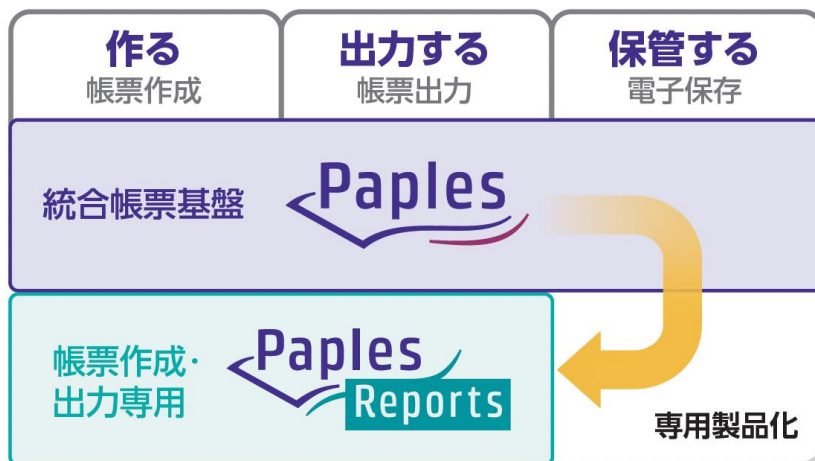 作る
帳票作成
出力する
帳票出力
保管する
電子保存
統合帳票基盤
Paples
帳票作成・
出力専用
Paples
Reports
専用製品化